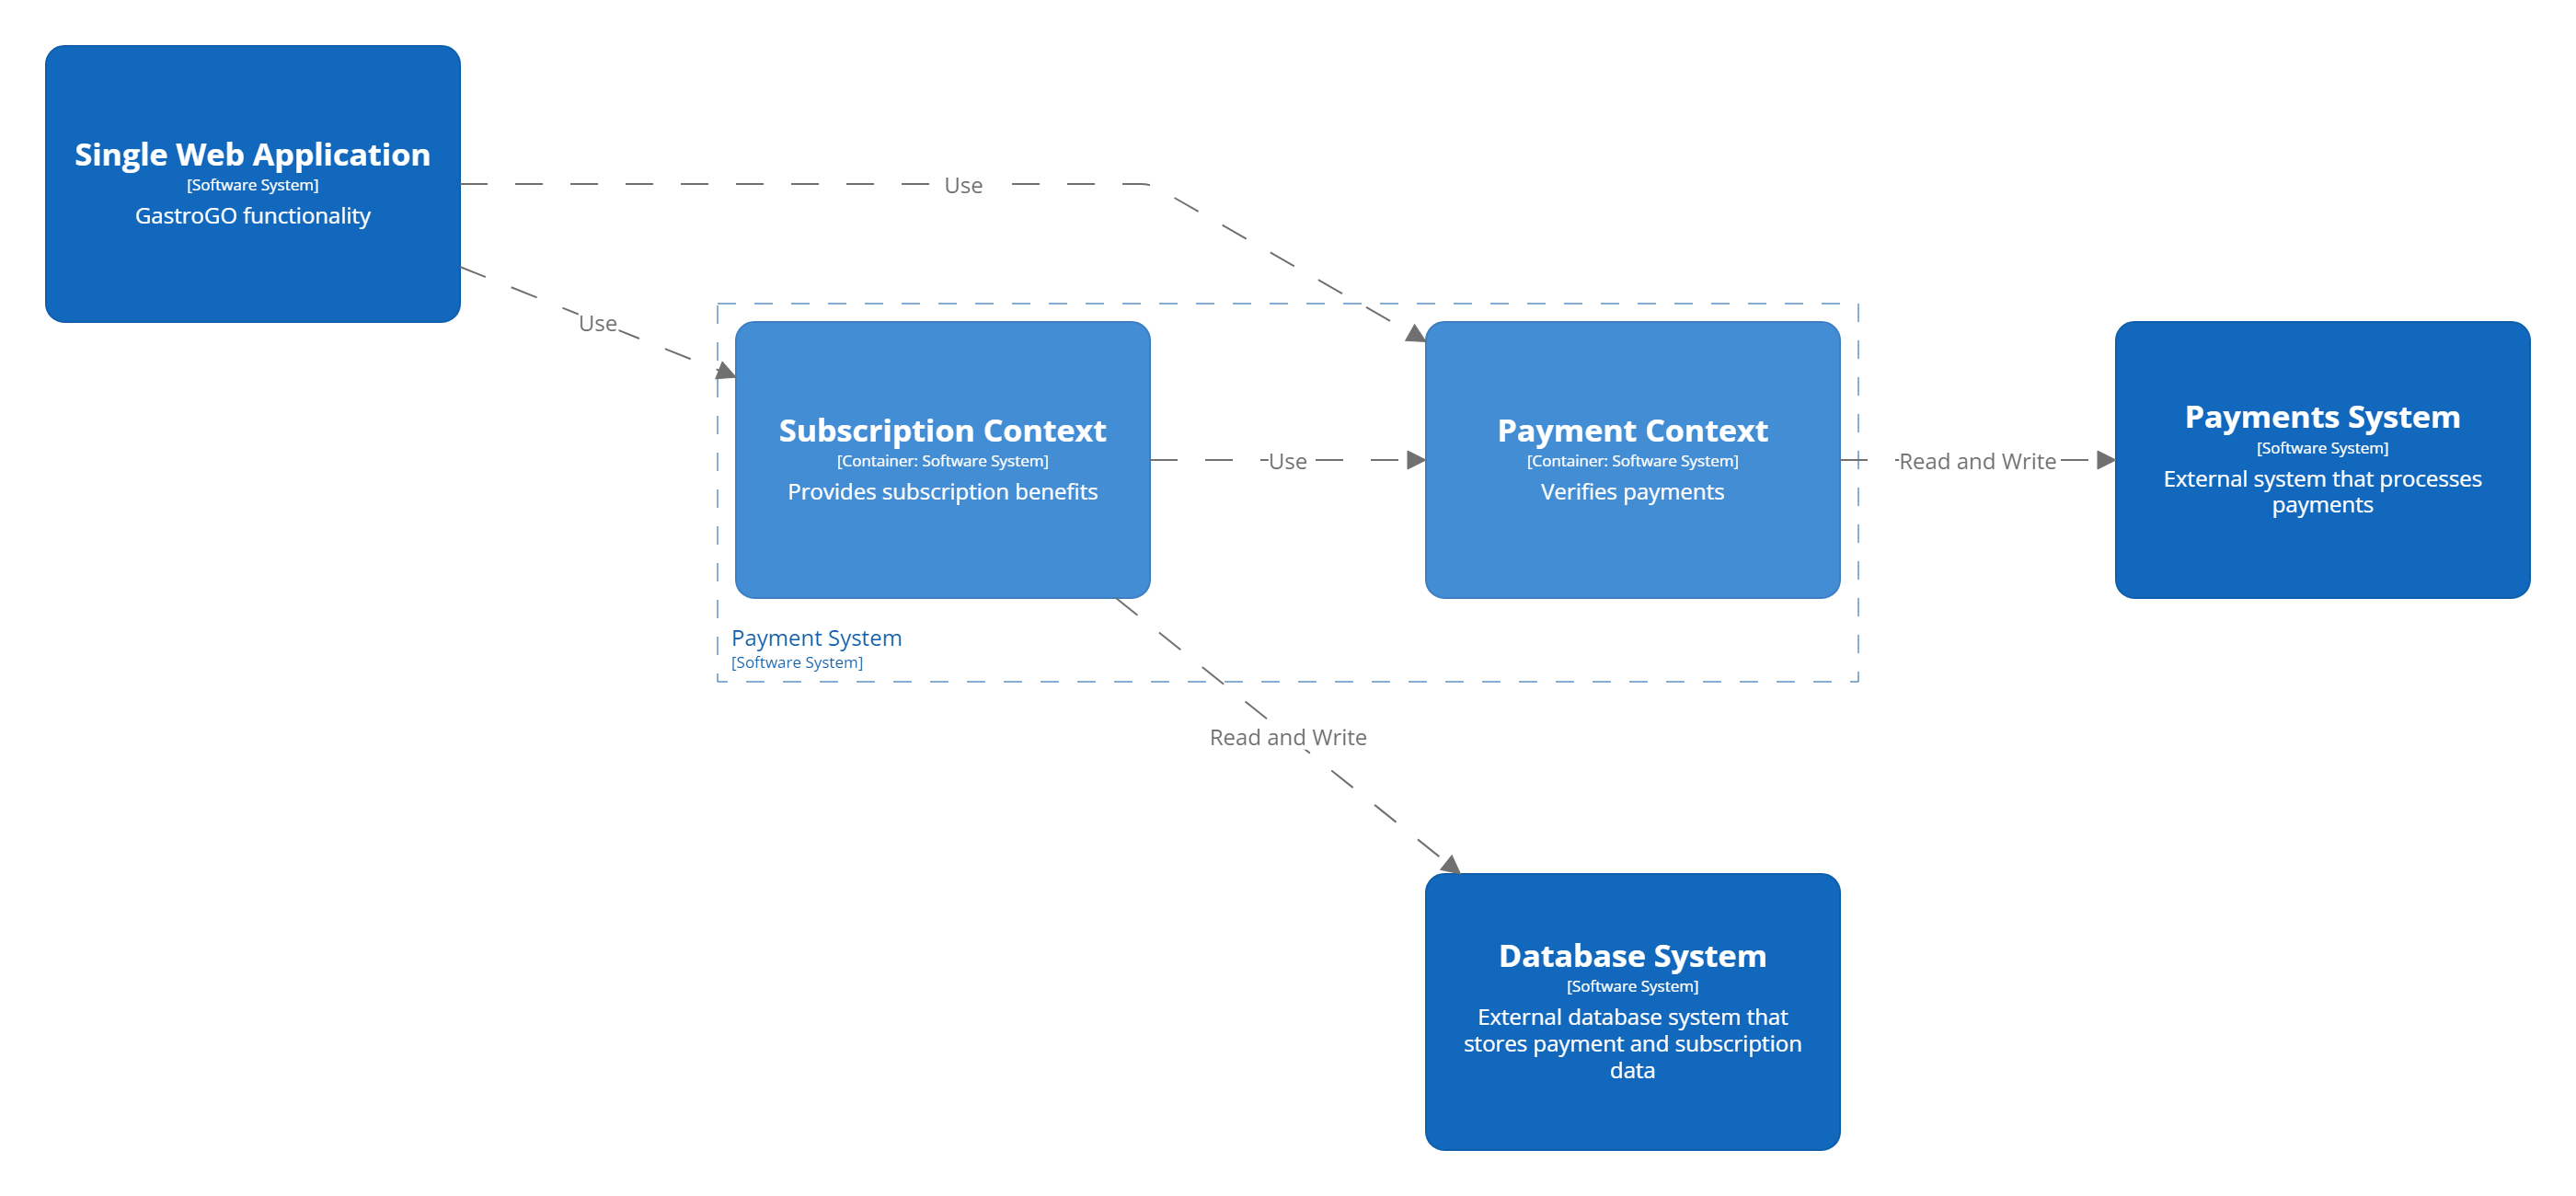 Single Web Application
[Software System]
GastroGO functionality
Use
Use
Subscription Context
[Container: Software System]
Provides subscription benefits
Use
Payment Context
[Container: Software System]
Verifies payments
Read and Write
Payments System
[Software System]
External system that processes
payments
Payment System
[Software System]
Read and Write
Database System
[Software System]
External database system that
stores payment and subscription
data